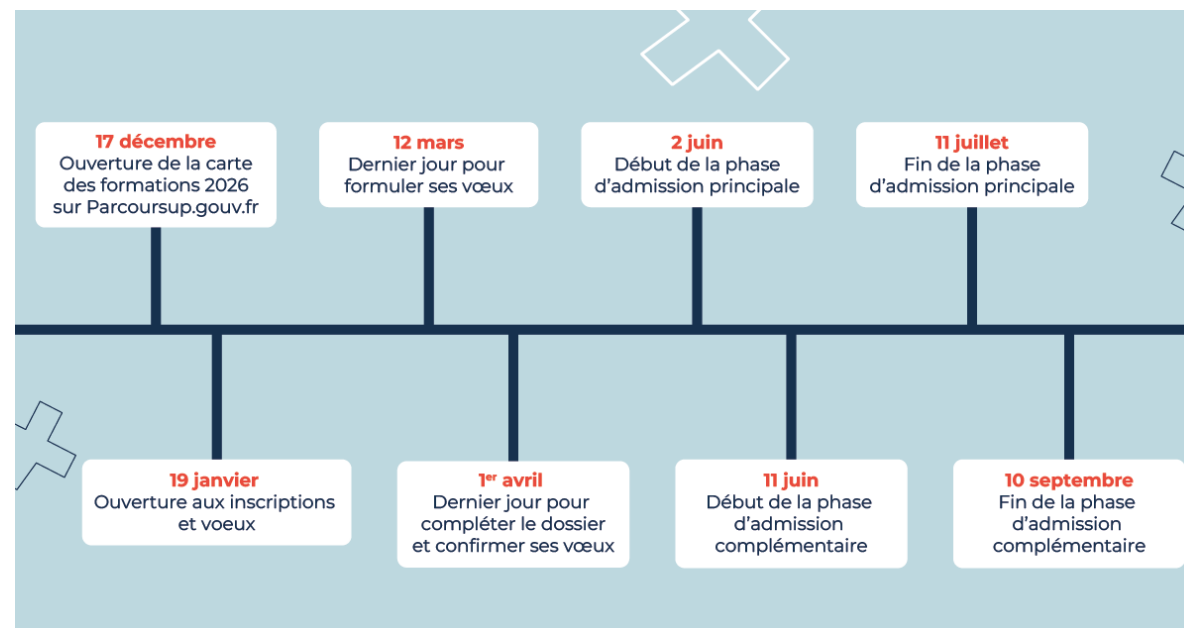 17 décembre
Ouverture de la carte
des formations 2026
sur Parcoursup.gouv.fr
12 mars
Dernier jour pour
formuler ses vœux
2 juin
Début de la phase
d'admission principale
11 juillet
Fin de la phase
d'admission principale
19 janvier
Ouverture aux inscriptions
et voeux
1er avril
Dernier jour pour
compléter le dossier
et confirmer ses vœux
11 juin
Début de la phase
d'admission
complémentaire
10 septembre
Fin de la phase
d'admission
complémentaire